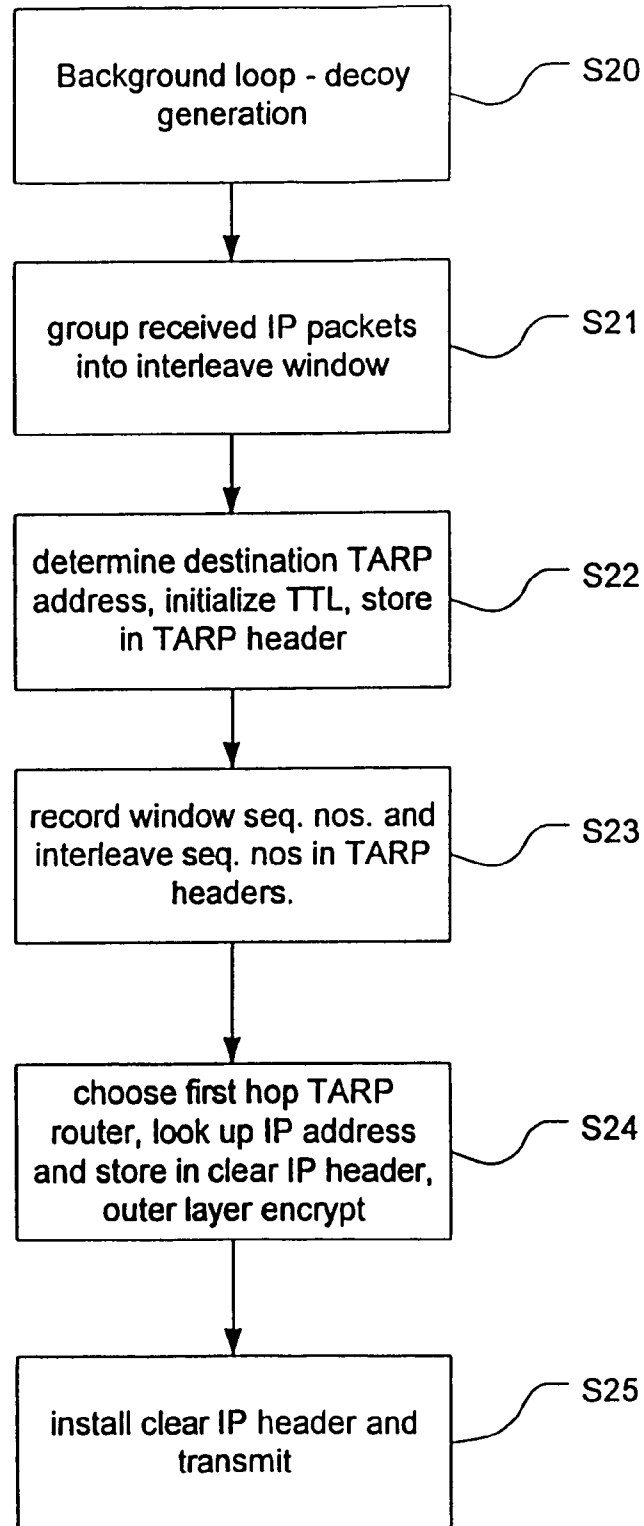 Background loop - decoy
generation
S20
group received IP packets
into interleave window
S21
determine destination TARP
address, initialize TTL, store
in TARP header
S22
record window seq. nos. and
interleave seq. nos in TARP
headers.
S23
choose first hop TARP
router, look up IP address
and store in clear IP header,
outer layer encrypt
S24
install clear IP header and
transmit
S25